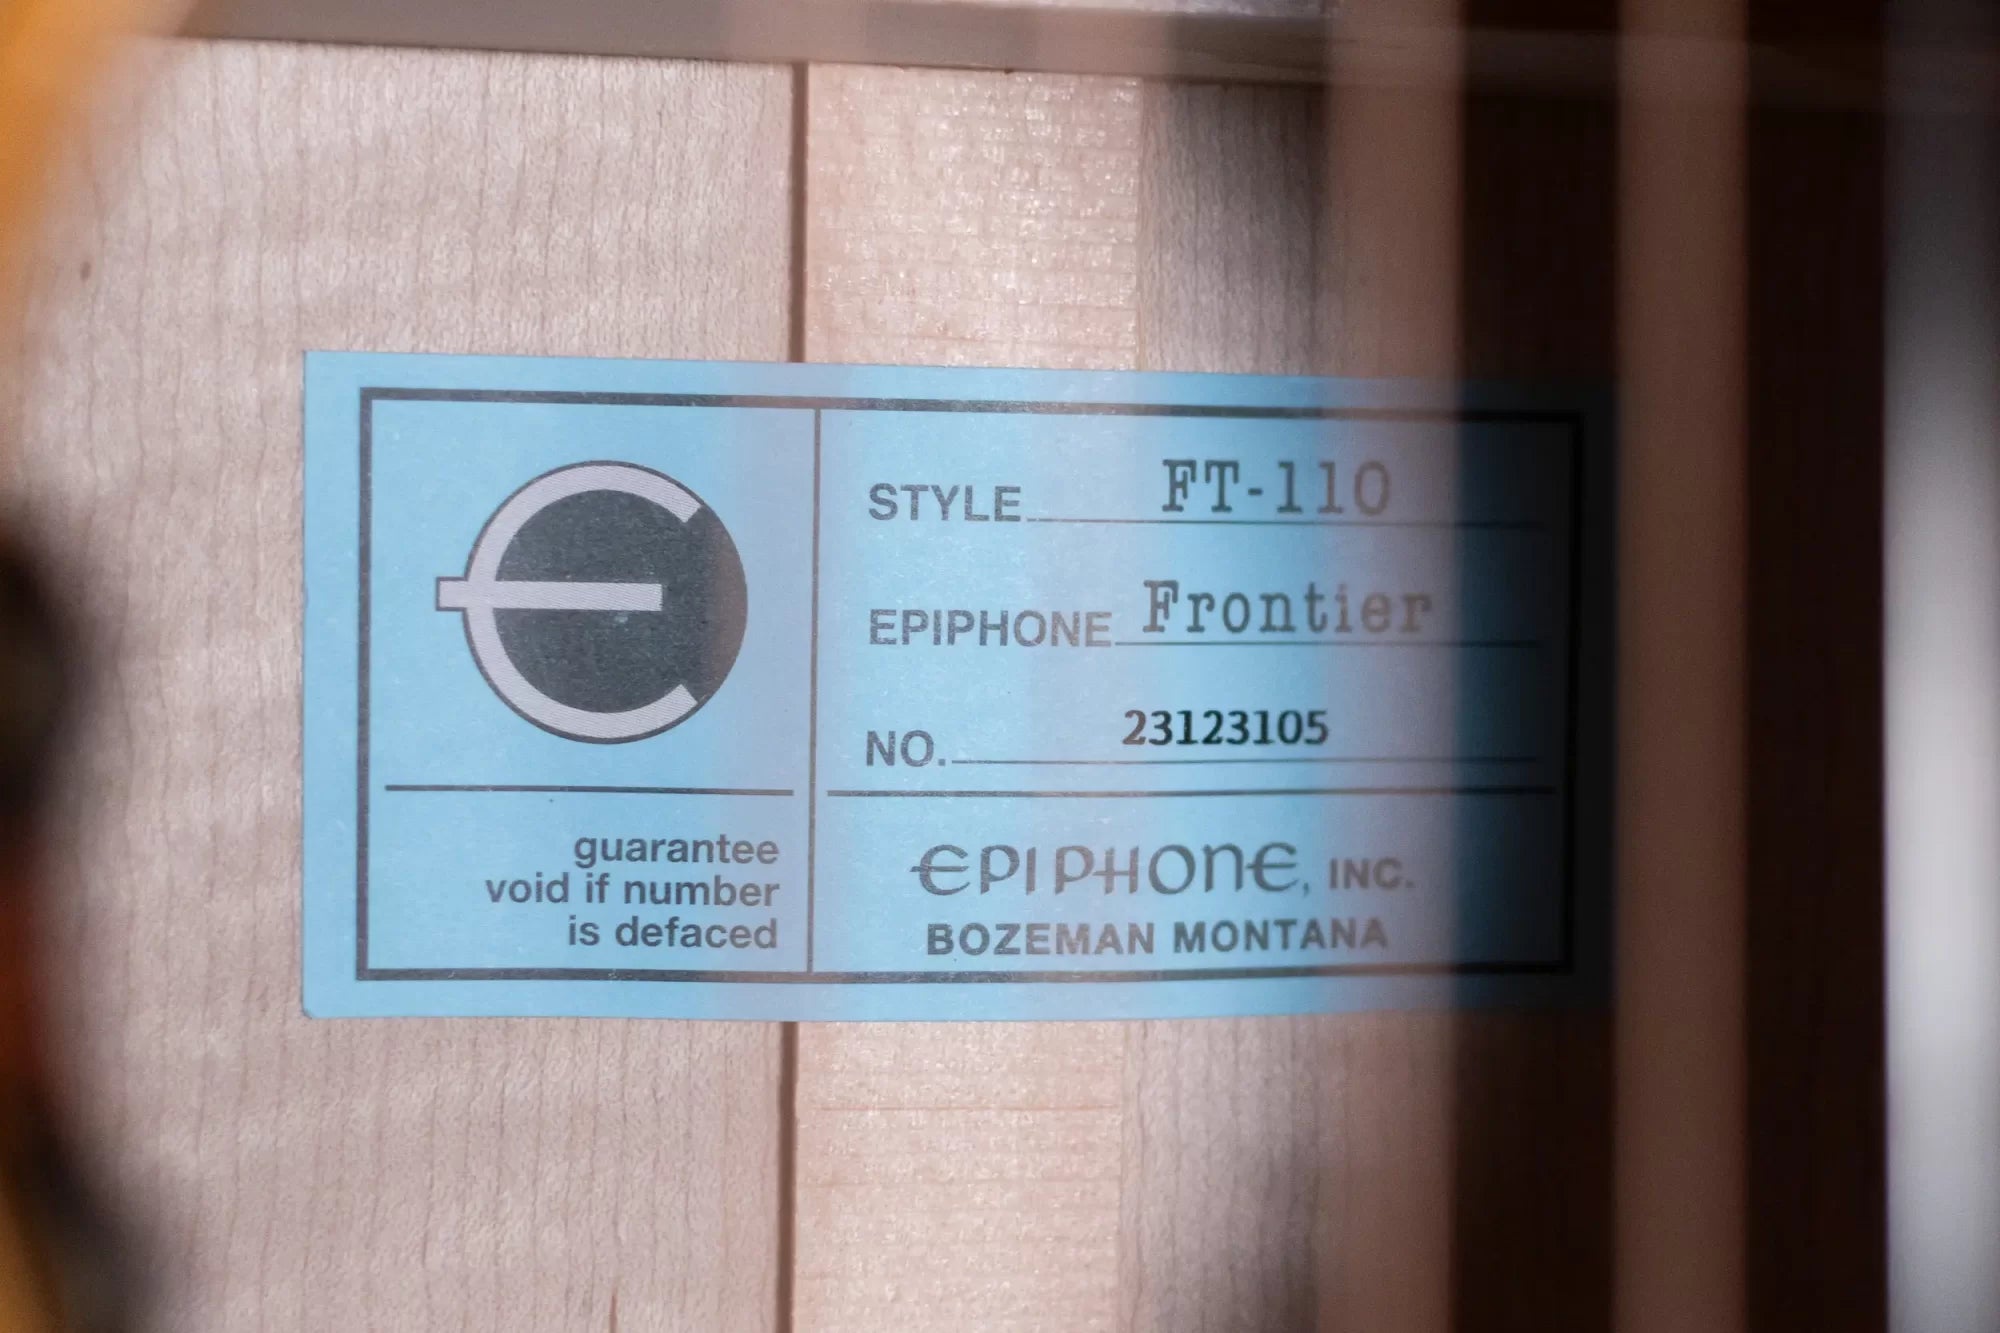 STYLE FT-110
EPIPHONE Frontier
NO. 23123105
guarantee
void if number
is defaced
EPIPHONE, INC.
BOZEMAN MONTANA